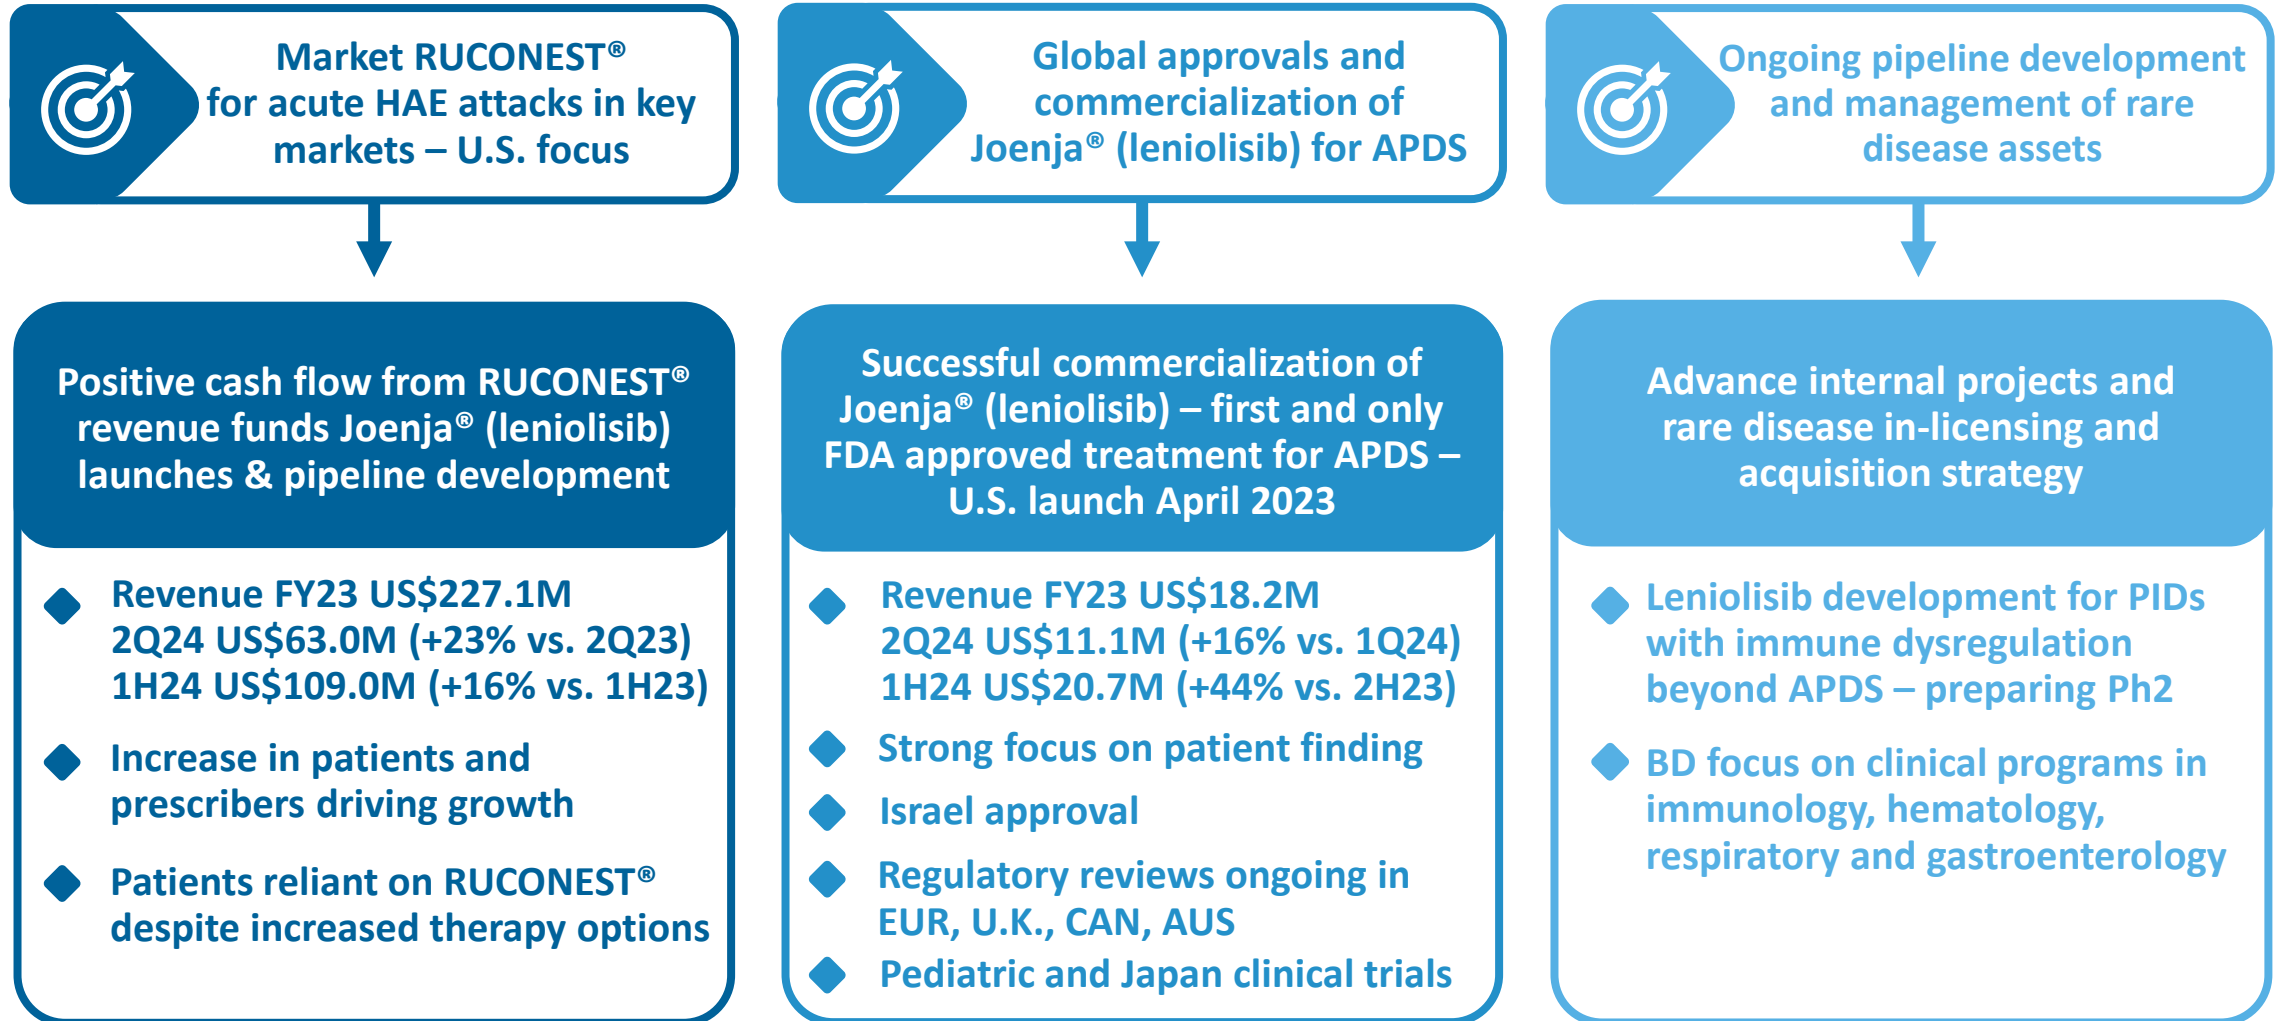 Market RUCONEST®
for acute HAE attacks in key
markets – U.S. focus
Positive cash flow from RUCONEST®
revenue funds Joenja® (leniolisib)
launches & pipeline development
Revenue FY23 US$227.1M
2Q24 US$63.0M (+23% vs. 2Q23)
1H24 US$109.0M (+16% vs. 1H23)
Increase in patients and
prescribers driving growth
Patients reliant on RUCONEST®
despite increased therapy options
Global approvals and
commercialization of
Joenja® (leniolisib) for APDS
Successful commercialization of
Joenja® (leniolisib) – first and only
FDA approved treatment for APDS –
U.S. launch April 2023
Revenue FY23 US$18.2M
2Q24 US$11.1M (+16% vs. 1Q24)
1H24 US$20.7M (+44% vs. 2H23)
Strong focus on patient finding
Israel approval
Regulatory reviews ongoing in
EUR, U.K., CAN, AUS
Pediatric and Japan clinical trials
Ongoing pipeline development
and management of rare
disease assets
Advance internal projects and
rare disease in-licensing and
acquisition strategy
Leniolisib development for PIDs
with immune dysregulation
beyond APDS – preparing Ph2
BD focus on clinical programs in
immunology, hematology,
respiratory and gastroenterology